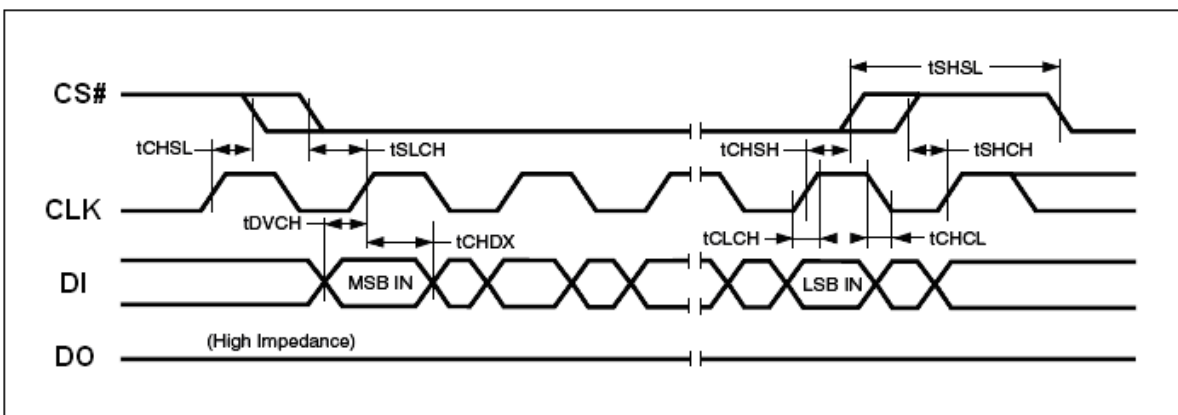 tSHSL
CS#
tCHSL
tSLCH
tCHSH
tSHCH
CLK
tDVCH
tCHDX
tCLCH
tCHCL
DI
MSB IN
LSB IN
(High Impedance)
DO